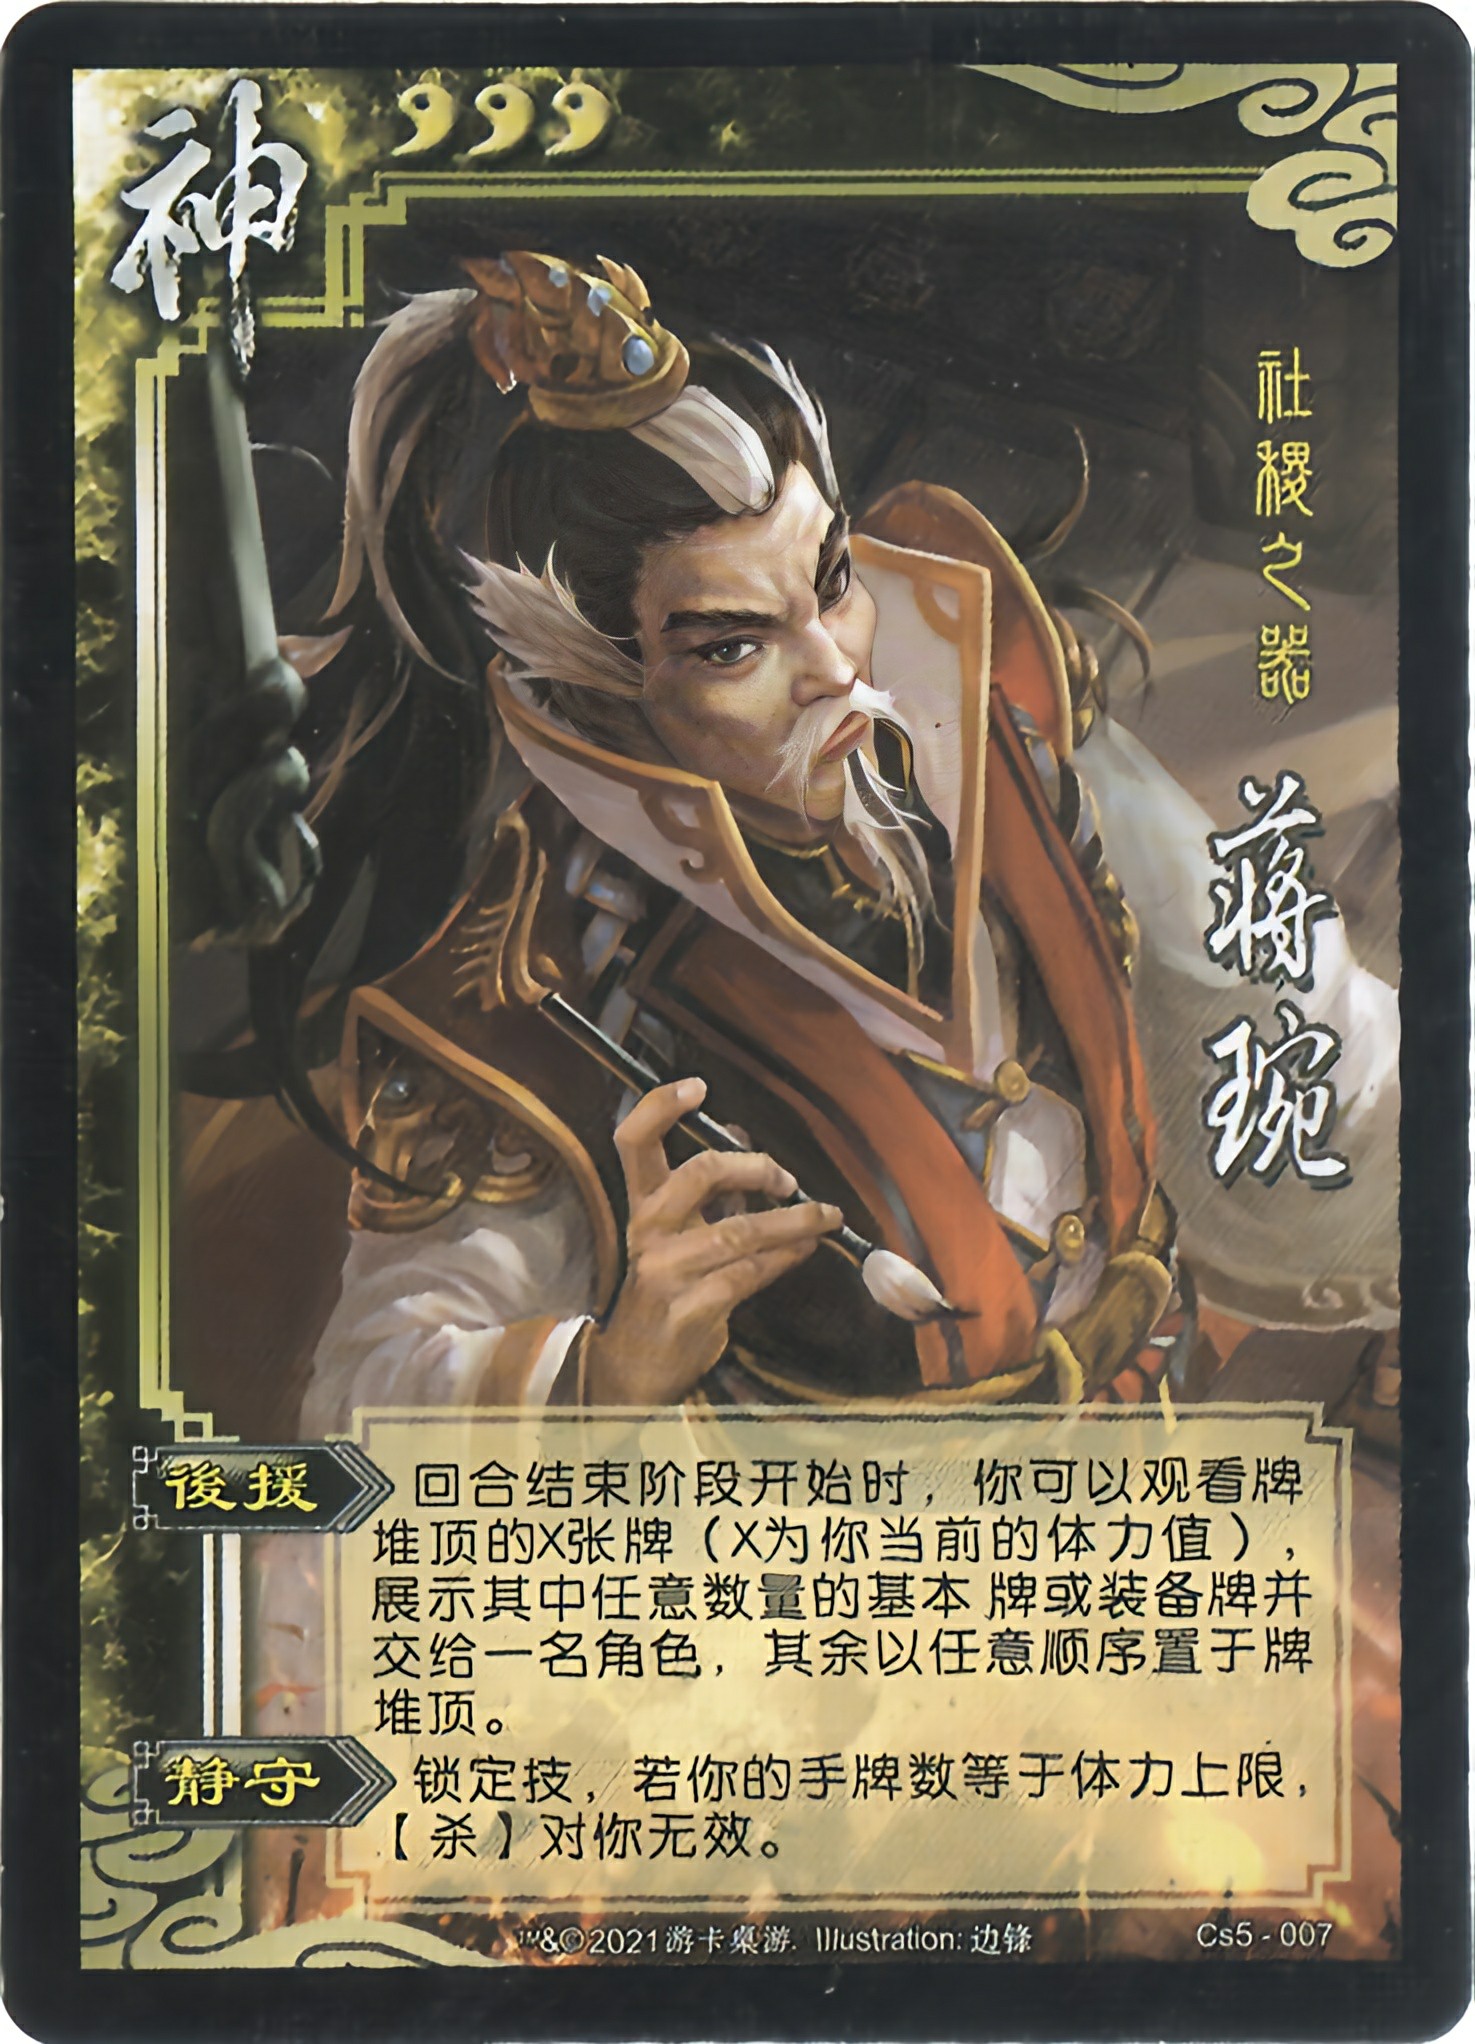 神
社稷之器
蒋琬
後援
回合结束阶段开始时，你可以观看牌
堆顶的X张牌（X为你当前的体力值），
展示其中任意数量的基本牌或装备牌并
交给一名角色，其余以任意顺序置于牌
堆顶。
静守
锁定技，若你的手牌数等于体力上限，
【杀】对你无效。
™&©2021游卡桌游. Illustration: 边锋
Cs5-007